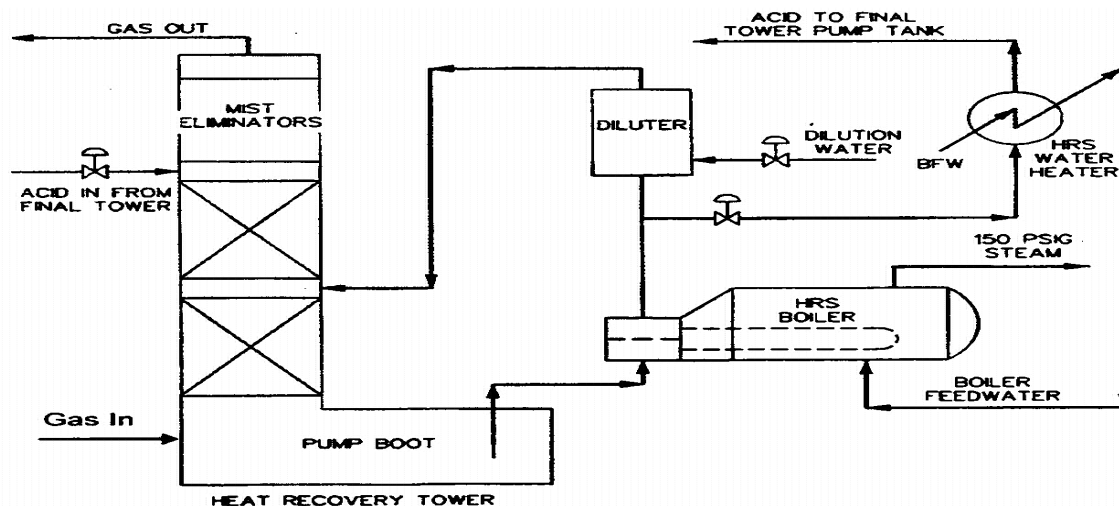 GAS OUT
ACID TO FINAL
TOWER PUMP TANK
MIST
ELIMINATORS
DILUTER
DILUTION
WATER
BFW
HRS
WATER
HEATER
ACID IN FROM
FINAL TOWER
150 PSIG
STEAM
HRS
BOILER
BOILER
FEEDWATER
Gas In
PUMP BOOT
HEAT RECOVERY TOWER